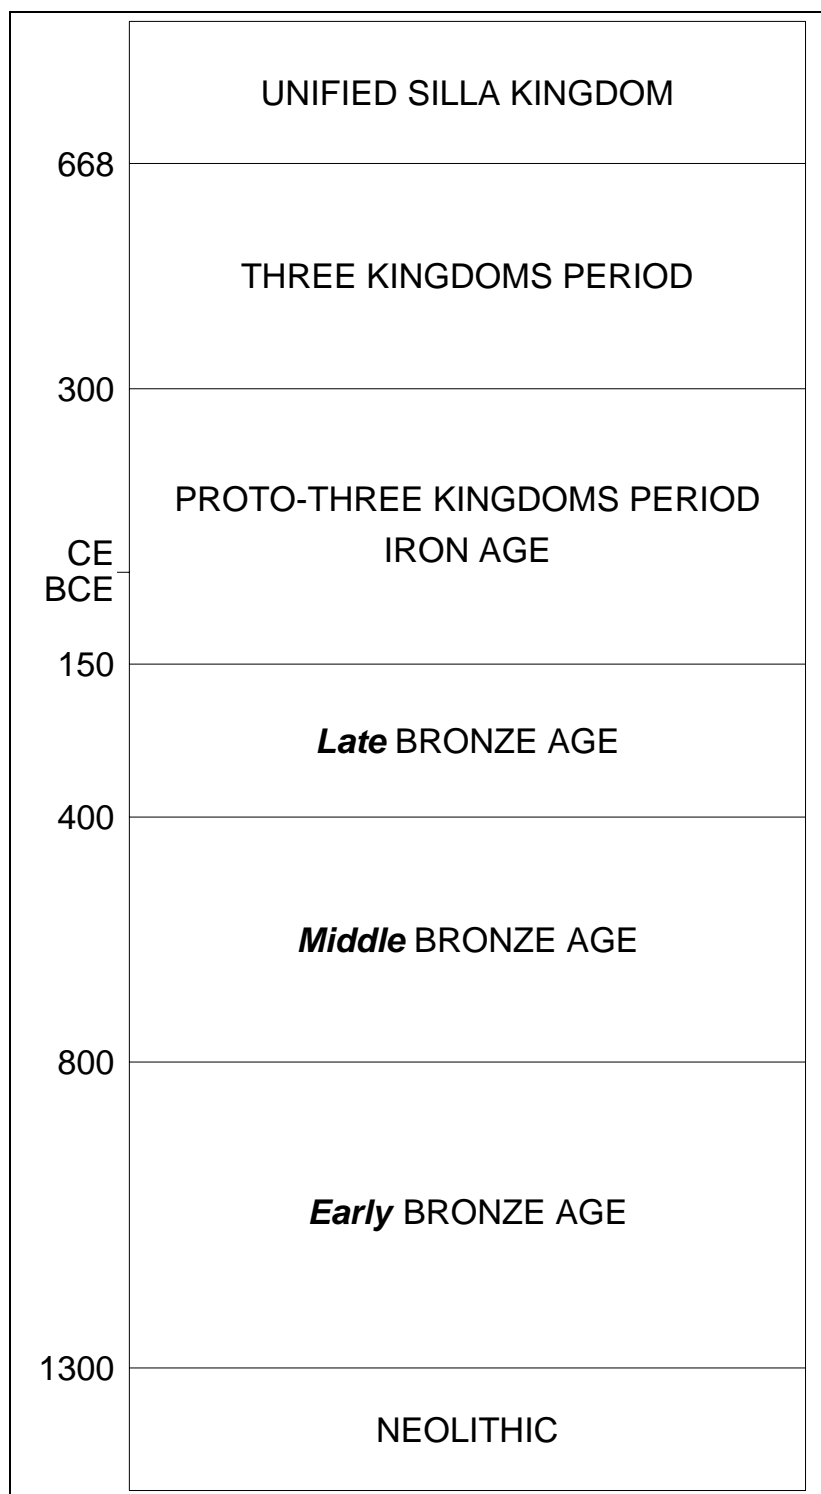 UNIFIED SILLA KINGDOM
668
THREE KINGDOMS PERIOD
300
PROTO-THREE KINGDOMS PERIOD
IRON AGE
CE
BCE
150
Late BRONZE AGE
400
Middle BRONZE AGE
800
Early BRONZE AGE
1300
NEOLITHIC